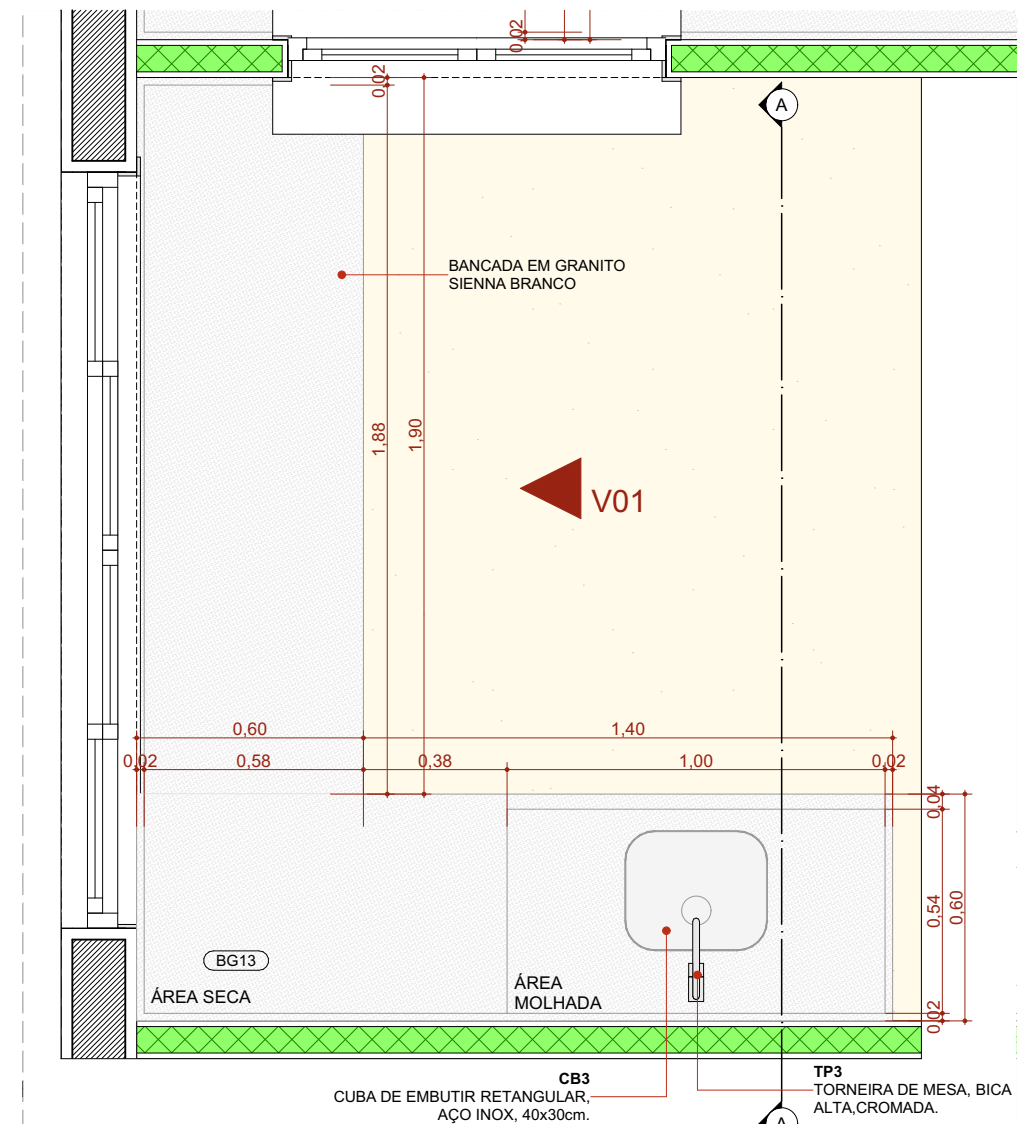 0,02
0,02
A
BANCADA EM GRANITO
SIENNA BRANCO
1,88
1,90
V01
0,60
1,40
0,02
0,58
0,38
1,00
0,02
0,04
0,54
0,60
0,02
BG13
ÁREA SECA
ÁREA
MOLHADA
CB3
CUBA DE EMBUTIR RETANGULAR,
AÇO INOX, 40x30cm.
TP3
TORNEIRA DE MESA, BICA
ALTA,CROMADA.
A